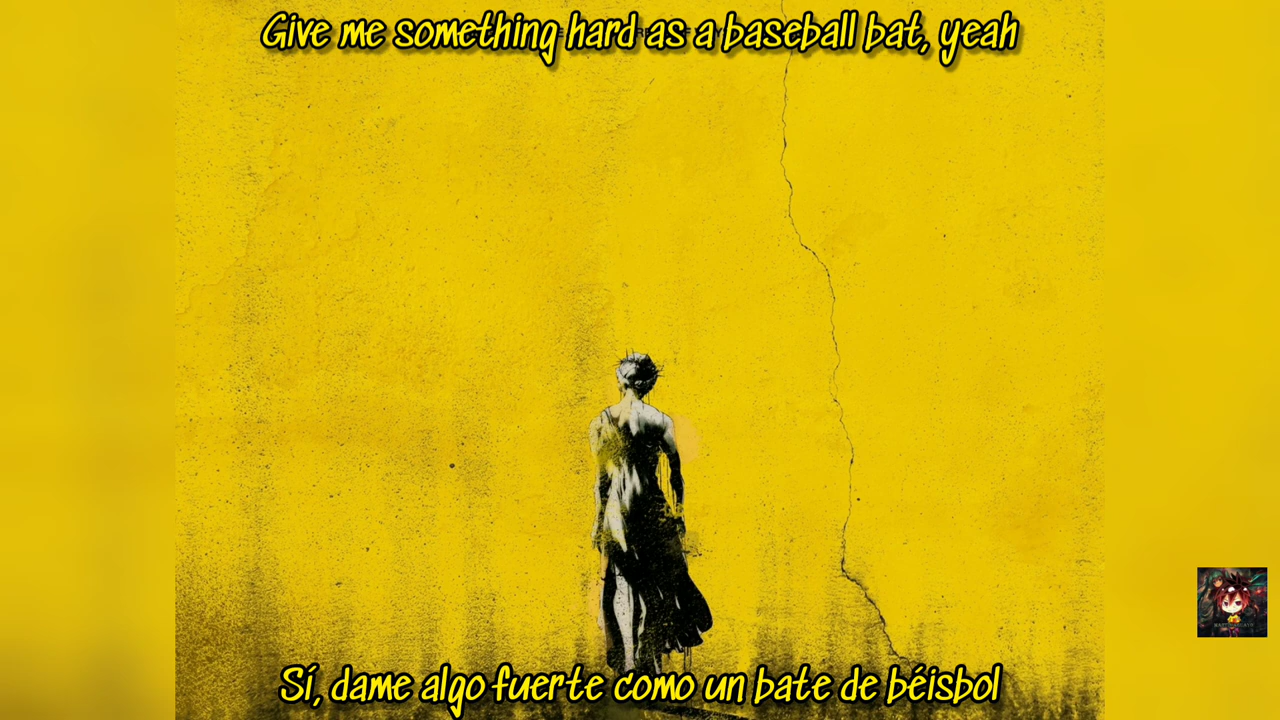 Give me something hard as a baseball bat, yeah
Sí, dame algo fuerte como un bate de béisbol